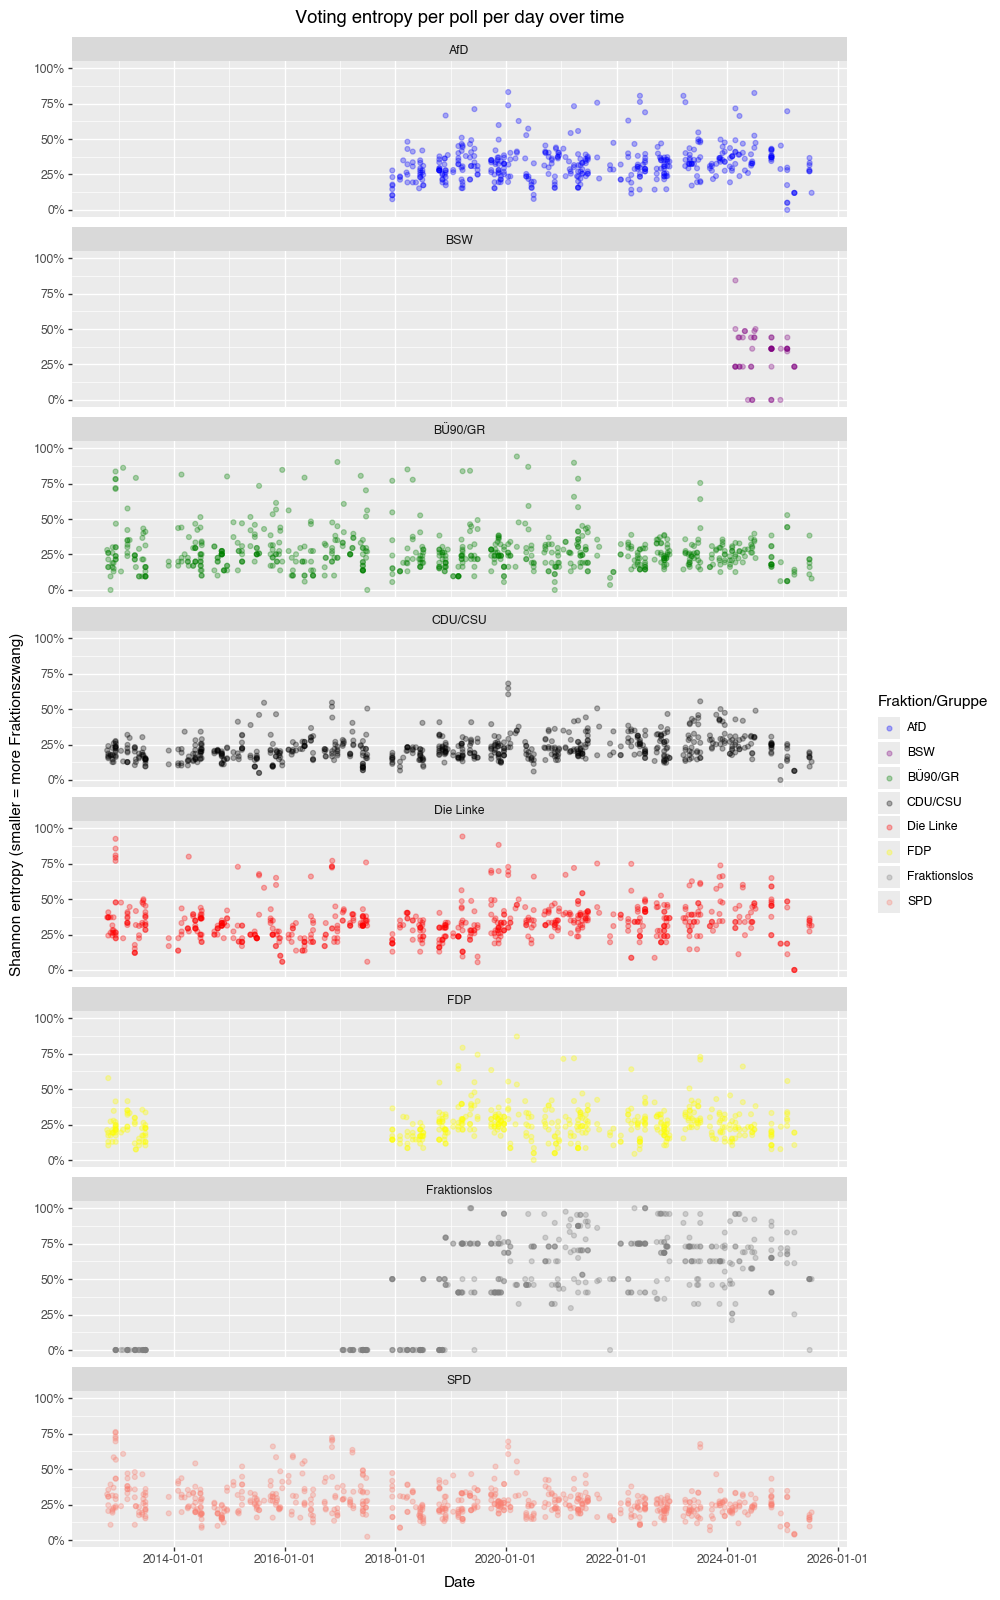 Voting entropy per poll per day over time
AfD
100%
75%
50%
25%
0%
BSW
100%
75%
50%
25%
0%
BÜ90/GR
100%
75%
50%
25%
0%
CDU/CSU
100%
75%
50%
25%
0%
Die Linke
100%
75%
50%
25%
0%
FDP
100%
75%
50%
25%
0%
Fraktionslos
100%
75%
50%
25%
0%
SPD
100%
75%
50%
25%
0%
2014-01-01 2016-01-01 2018-01-01 2020-01-01 2022-01-01 2024-01-01 2026-01-01
Date
Shannon entropy (smaller = more Fraktionszwang)
Fraktion/Gruppe
AfD
BSW
BÜ90/GR
CDU/CSU
Die Linke
FDP
Fraktionslos
SPD